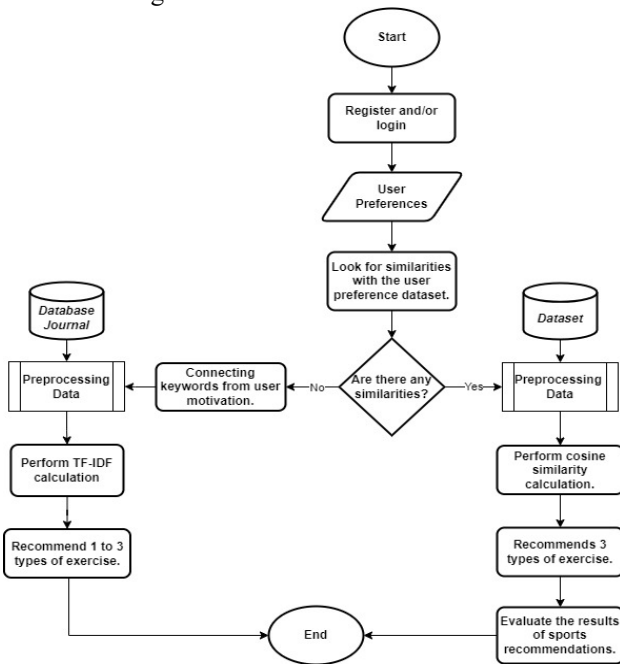 Start
Register and/or
login
User
Preferences
Look for similarities
with the user
preference dataset.
Database
Journal
Dataset
Preprocessing
Data
Connecting
keywords from user
motivation.
No
Are there any
similarities?
Yes
Preprocessing
Data
Perform TF-IDF
calculation
Perform cosine
similarity
calculation.
Recommend 1 to 3
types of exercise.
Recommends 3
types of exercise.
End
Evaluate the results
of sports
recommendations.